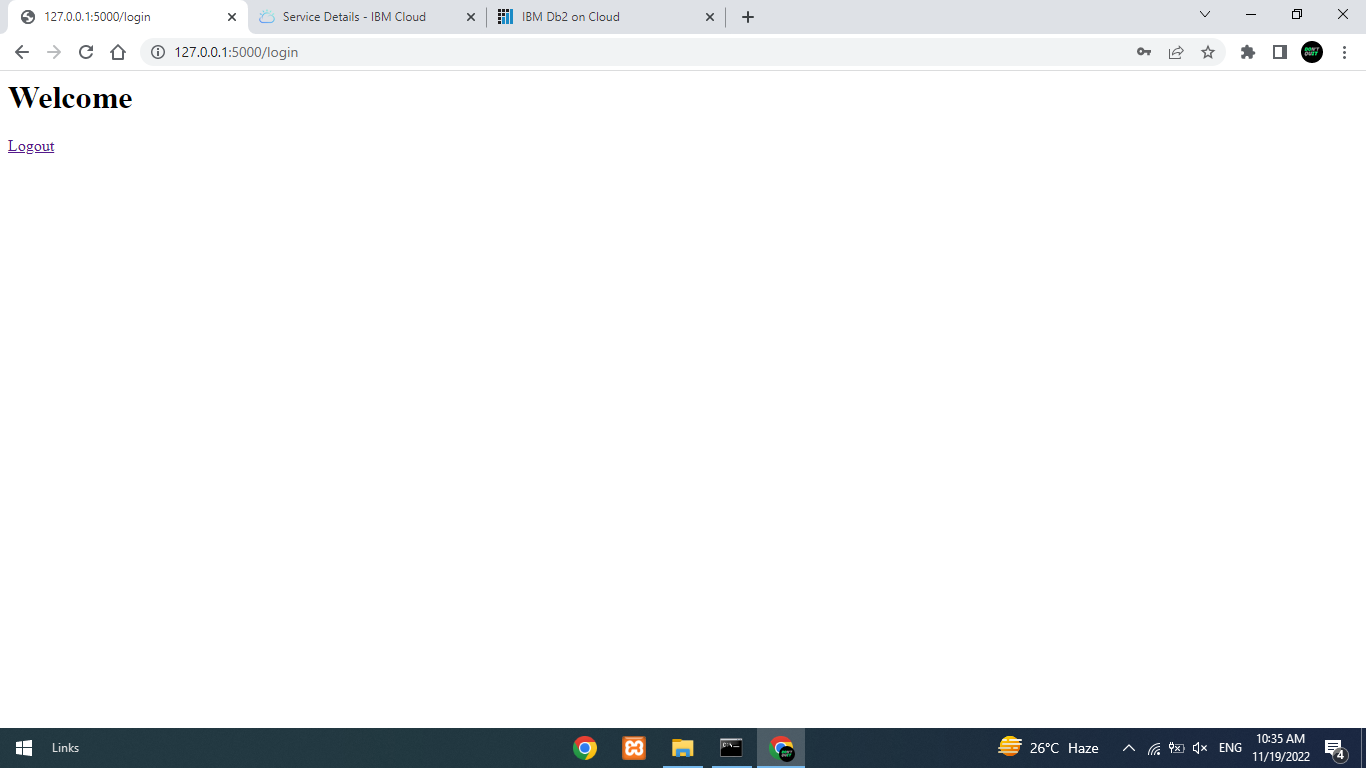 127.0.0.1:5000/login
Service Details - IBM Cloud
IBM Db2 on Cloud
127.0.0.1:5000/login
Welcome
Logout
Links
26°C Haze
ENG
10:35 AM
11/19/2022
4